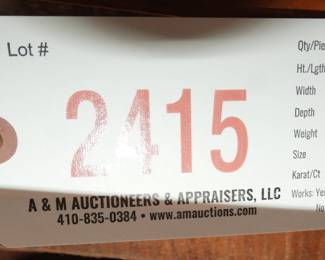 Lot #
2415
A & M AUCTIONEERS & APPRAISERS, LLC
410-835-0384 • www.amauctions.com
Qty/Pie
Ht./Lgth
Width
Depth
Weight
Size
Karat/Ct
Works: Yes
No